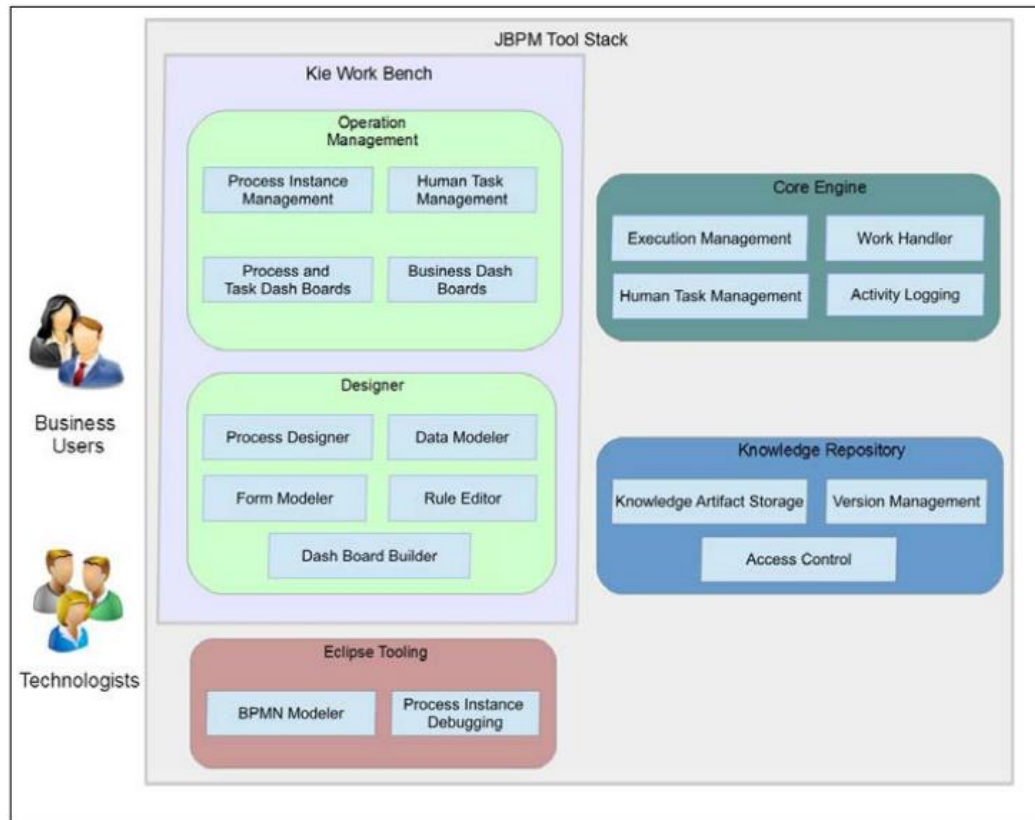 JBPM Tool Stack
Kie Work Bench
Operation
Management
Process Instance
Management
Human Task
Management
Process and
Task Dash Boards
Business Dash
Boards
Designer
Process Designer
Data Modeler
Form Modeler
Rule Editor
Dash Board Builder
Eclipse Tooling
BPMN Modeler
Process Instance
Debugging
Core Engine
Execution Management
Work Handler
Human Task Management
Activity Logging
Knowledge Repository
Knowledge Artifact Storage
Version Management
Access Control
Business
Users
Technologists